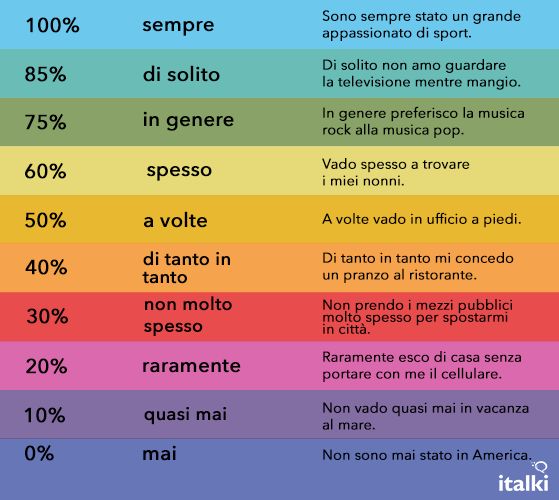 100% sempre Sono sempre stato un grande
appassionato di sport.
85% di solito Di solito non amo guardare
la televisione mentre mangio.
75% in genere In genere preferisco la musica
rock alla musica pop.
60% spesso Vado spesso a trovare
i miei nonni.
50% a volte A volte vado in ufficio a piedi.
40% di tanto in
tanto
Di tanto in tanto mi concedo
un pranzo al ristorante.
30% non molto
spesso
Non prendo i mezzi pubblici
molto spesso per spostarmi
in città.
20% raramente Raramente esco di casa senza
portare con me il cellulare.
10% quasi mai Non vado quasi mai in vacanza
al mare.
0% mai Non sono mai stato in America.
italki